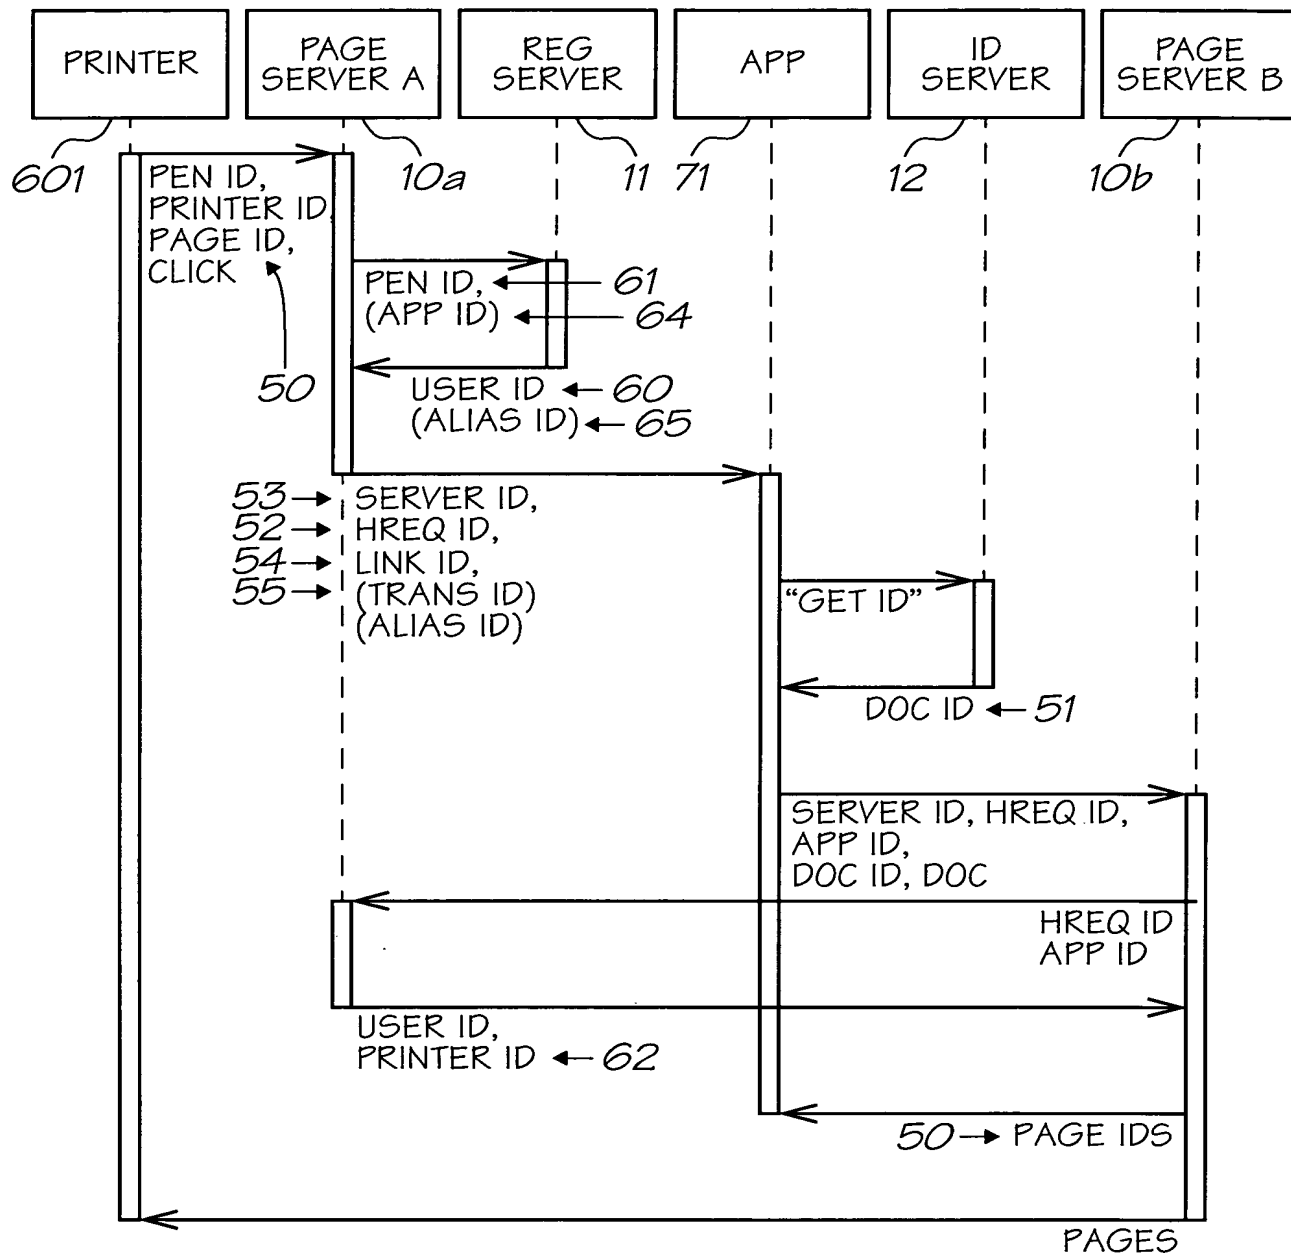 PRINTER
PAGE
SERVER A
REG
SERVER
APP
ID
SERVER
PAGE
SERVER B
601
10a
11
71
12
10b
PEN ID,
PRINTER ID
PAGE ID,
CLICK
50
PEN ID,
(APP ID)
61
64
USER ID
(ALIAS ID)
60
65
53
52
54
55
SERVER ID,
HREQ ID,
LINK ID,
(TRANS ID)
(ALIAS ID)
“GET ID”
DOC ID
51
SERVER ID, HREQ ID,
APP ID,
DOC ID, DOC
HREQ ID
APP ID
USER ID,
PRINTER ID
62
50
PAGE IDS
PAGES